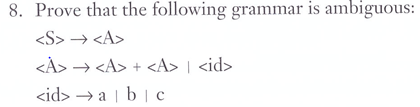 8. Prove that the following grammar is ambiguous:
<S> → <A>
<À> → <A> + <A> | <id>
<id> → a | b | c